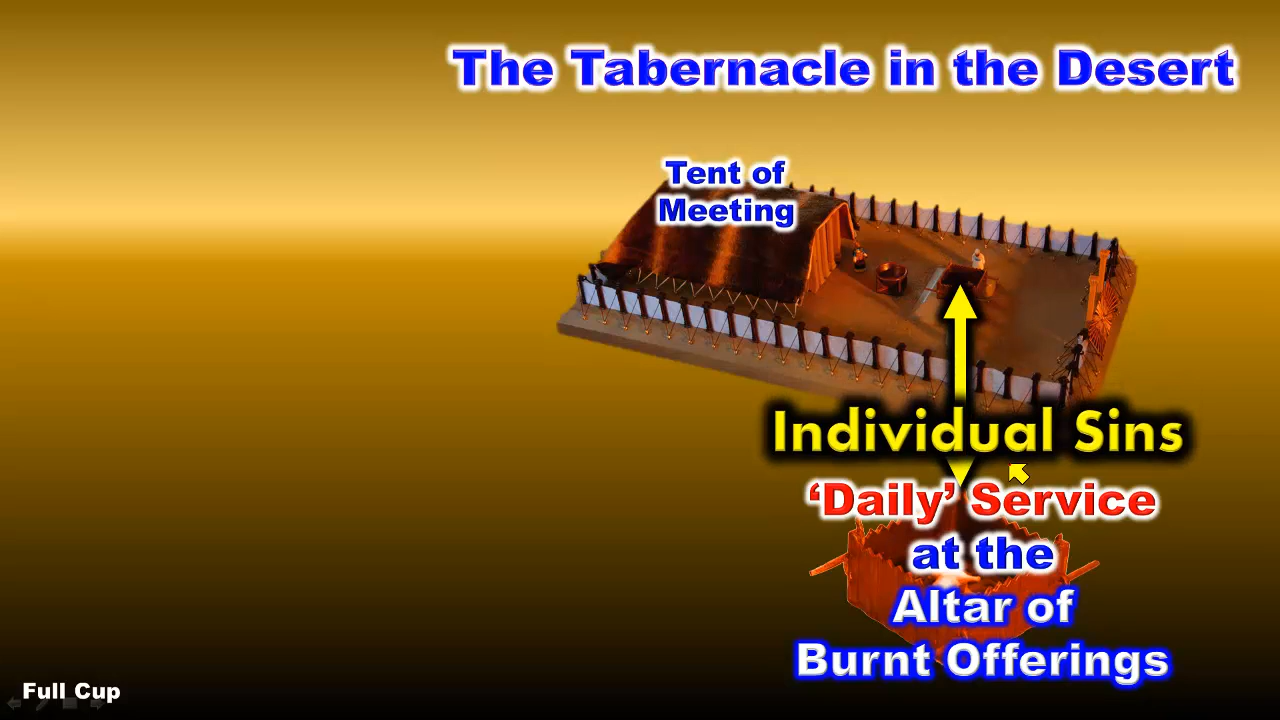 The Tabernacle in the Desert
Tent of
Meeting
Individual Sins
‘Daily’ Service
at the
Altar of
Burnt Offerings
Full Cup